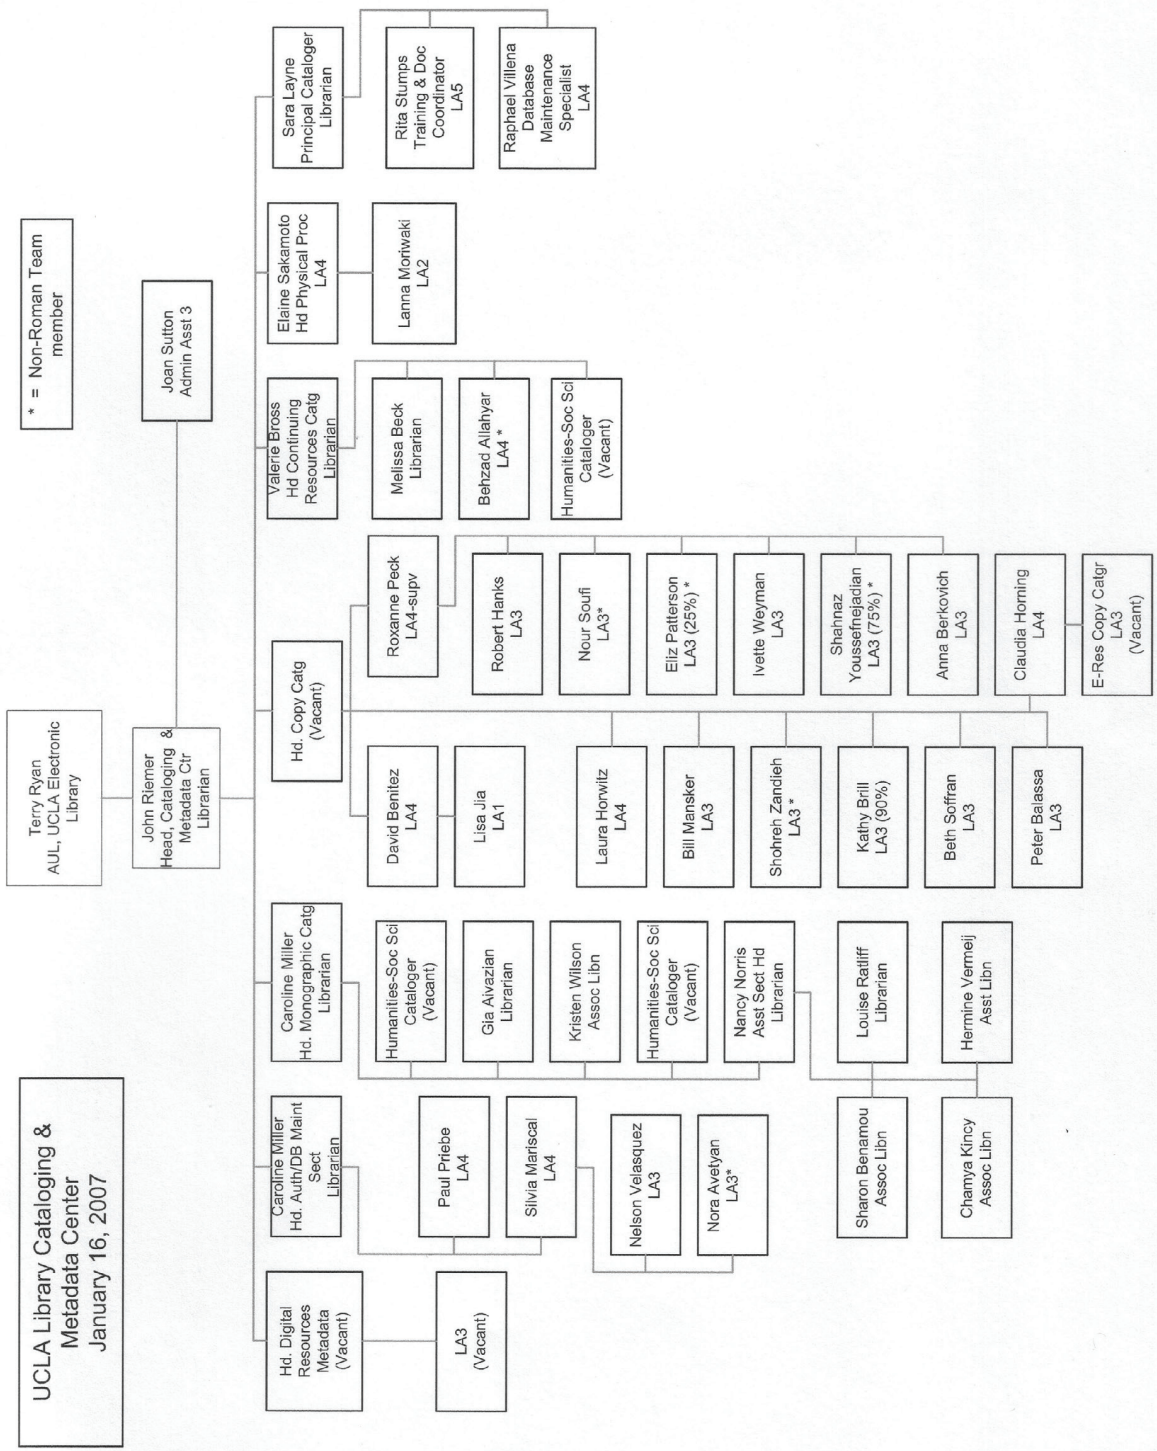 UCLA Library Cataloging &
Metadata Center
January 16, 2007
Terry Ryan
AUL, UCLA Electronic
Library
* = Non-Roman Team
member
John Riemer
Head, Cataloging &
Metadata Ctr
Librarian
Joan Sutton
Admin Asst 3
Hd. Digital
Resources
Metadata
(Vacant)
LA3
(Vacant)
Caroline Miller
Hd. Auth/DB Maint
Sect
Librarian
Paul Priebe
LA4
Silvia Mariscal
LA4
Nelson Velasquez
LA3
Nora Avetyan
LA3*
Caroline Miller
Hd. Monographic Catg
Librarian
Humanities-Soc Sci
Cataloger
(Vacant)
Gia Aivazian
Librarian
Kristen Wilson
Assoc Libn
Humanities-Soc Sci
Cataloger
(Vacant)
Nancy Norris
Asst Sect Hd
Librarian
Sharon Benamou
Assoc Libn
Louise Ratliff
Librarian
Chamya Kincy
Assoc Libn
Hermine Vermeij
Asst Libn
Hd. Copy Catg
(Vacant)
David Benitez
LA4
Lisa Jia
LA1
Laura Horwitz
LA4
Bill Mansker
LA3
Shohreh Zandieh
LA3 *
Kathy Brill
LA3 (90%)
Beth Soffran
LA3
Peter Balassa
LA3
Roxanne Peck
LA4-supv
Robert Hanks
LA3
Nour Soufi
LA3*
Eliz Patterson
LA3 (25%) *
Ivette Weyman
LA3
Shahnaz
Youssefnejadian
LA3 (75%) *
Anna Berkovich
LA3
Claudia Horning
LA4
E-Res Copy Catgr
LA3
(Vacant)
Valerie Bross
Hd Continuing
Resources Catg
Librarian
Melissa Beck
Librarian
Behzad Allahyar
LA4 *
Humanities-Soc Sci
Cataloger
(Vacant)
Elaine Sakamoto
Hd Physical Proc
LA4
Lanna Moriwaki
LA2
Sara Layne
Principal Cataloger
Librarian
Rita Stumps
Training & Doc
Coordinator
LA5
Raphael Villena
Database
Maintenance
Specialist
LA4